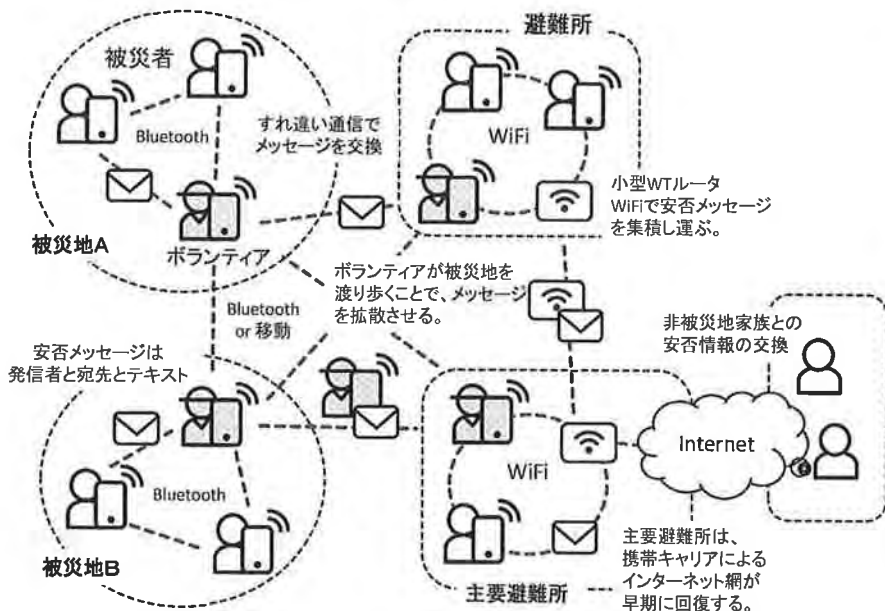 被災者
Bluetooth
すれ違い通信で
メッセージを交換
被災地A
ボランティア
避難所
WiFi
小型WTルータ
WiFiで安否メッセージ
を集積し運ぶ。
ボランティアが被災地を
渡り歩くことで、メッセージ
を拡散させる。
Bluetooth
or 移動
非被災地家族との
安否情報の交換
安否メッセージは
発信者と宛先とテキスト
Bluetooth
被災地B
WiFi
Internet
主要避難所
主要避難所は、
携帯キャリアによる
インターネット網が
早期に回復する。